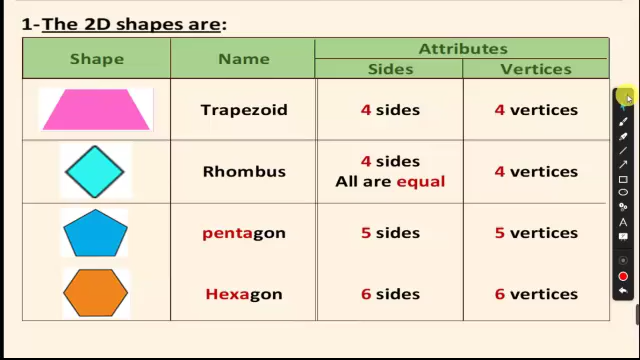 1-The 2D shapes are:
Shape
Name
Attributes
Sides
Vertices
Trapezoid
4 sides
4 vertices
Rhombus
4 sides
All are equal
4 vertices
pentagon
5 sides
5 vertices
Hexagon
6 sides
6 vertices